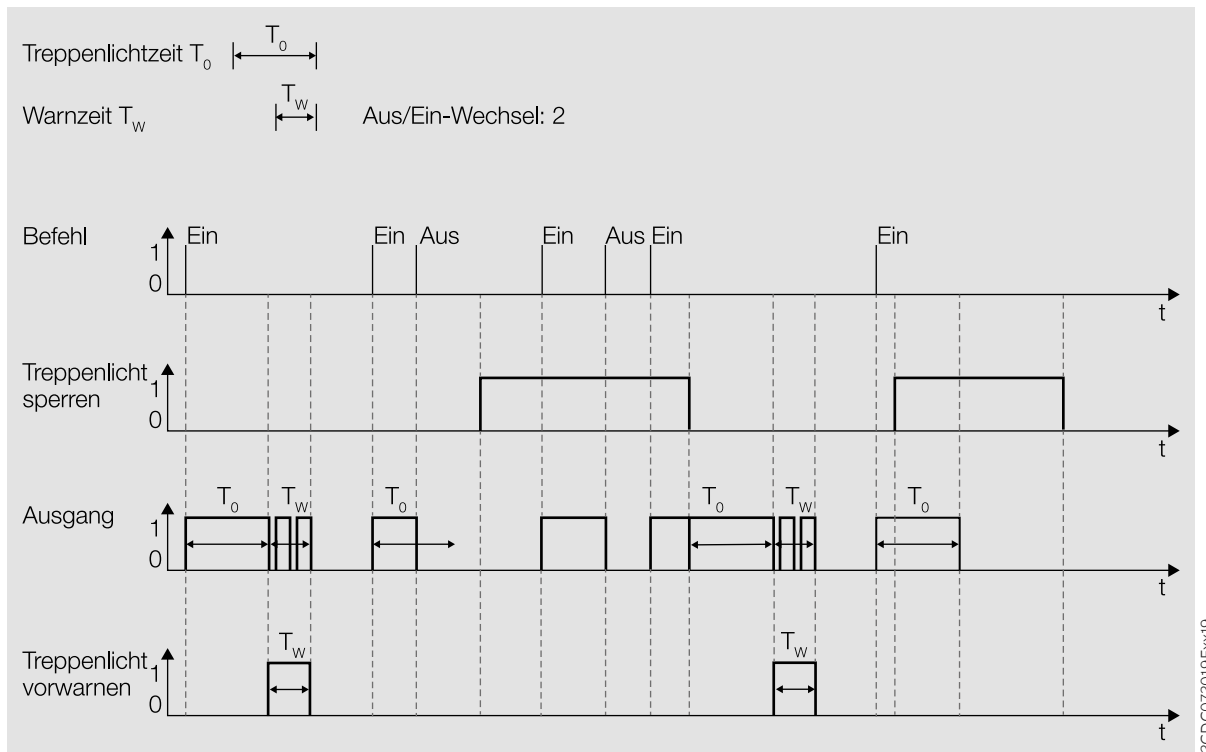 Treppenlichtzeit T0 T0
Warnzeit TW TW Aus/Ein-Wechsel: 2
Befehl 1 Ein Ein Aus Ein Aus Ein Ein
0
t
Treppenlicht
sperren 1
0
t
T0 TW T0 T0 TW T0
Ausgang 1
0
t
TW TW
Treppenlicht
vorwarnen 1
0
t
2CDC073019Fxx19